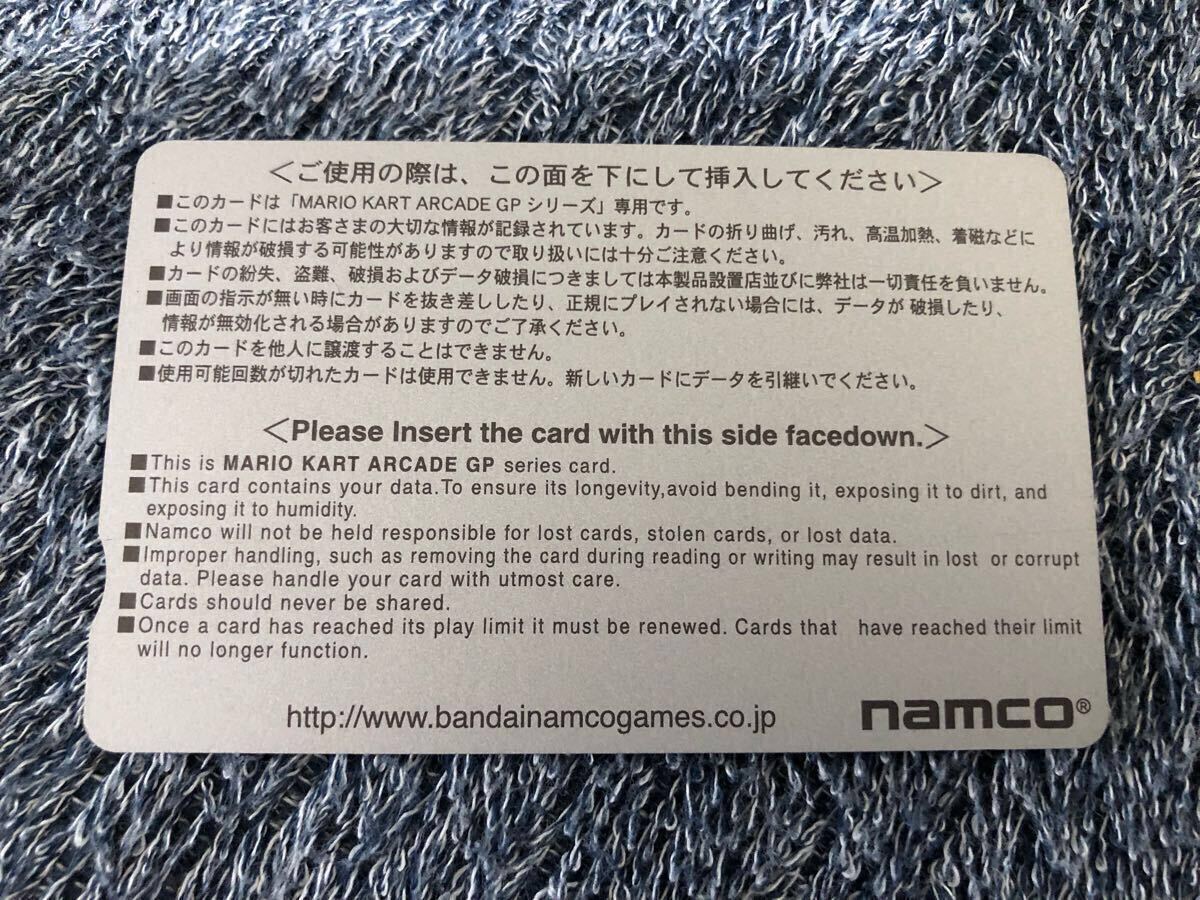 ＜ご使用の際は、この面を下にして挿入してください＞
■このカードは「MARIO KART ARCADE GP シリーズ」専用です。
■このカードにはお客さまの大切な情報が記録されています。カードの折り曲げ、汚れ、高温加熱、着磁などに
より情報が破損する可能性がありますので取り扱いには十分ご注意ください。
■カードの紛失、盗難、破損およびデータ破損につきましては本製品設置店並びに弊社は一切責任を負いません。
■画面の指示が無い時にカードを抜き差ししたり、正規にプレイされない場合には、データが 破損したり、
情報が無効化される場合がありますのでご了承ください。
■このカードを他人に譲渡することはできません。
■使用可能回数が切れたカードは使用できません。新しいカードにデータを引継いでください。
＜Please Insert the card with this side facedown.＞
■This is MARIO KART ARCADE GP series card.
■This card contains your data.To ensure its longevity,avoid bending it, exposing it to dirt, and
exposing it to humidity.
■Namco will not be held responsible for lost cards, stolen cards, or lost data.
■Improper handling, such as removing the card during reading or writing may result in lost or corrupt
data. Please handle your card with utmost care.
■Cards should never be shared.
■Once a card has reached its play limit it must be renewed. Cards that have reached their limit
will no longer function.
http://www.bandainamcogames.co.jp
namco®